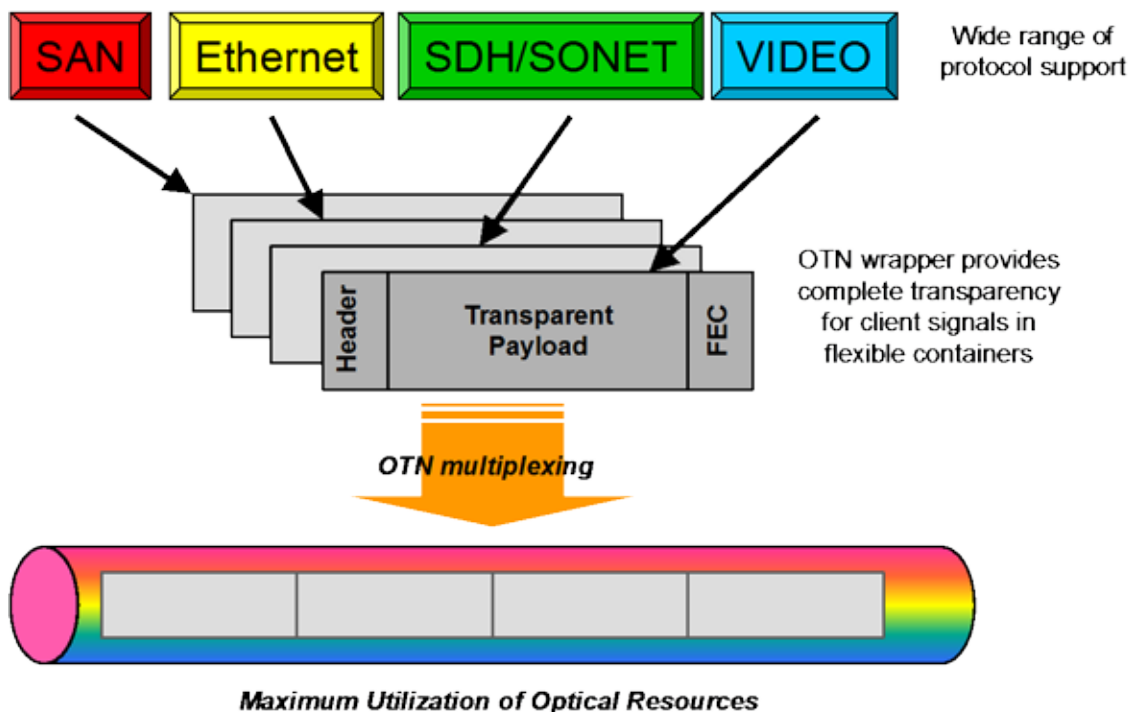 SAN
Ethernet
SDH/SONET
VIDEO
Wide range of
protocol support
Header
Transparent
Payload
FEC
OTN wrapper provides
complete transparency
for client signals in
flexible containers
OTN multiplexing
Maximum Utilization of Optical Resources